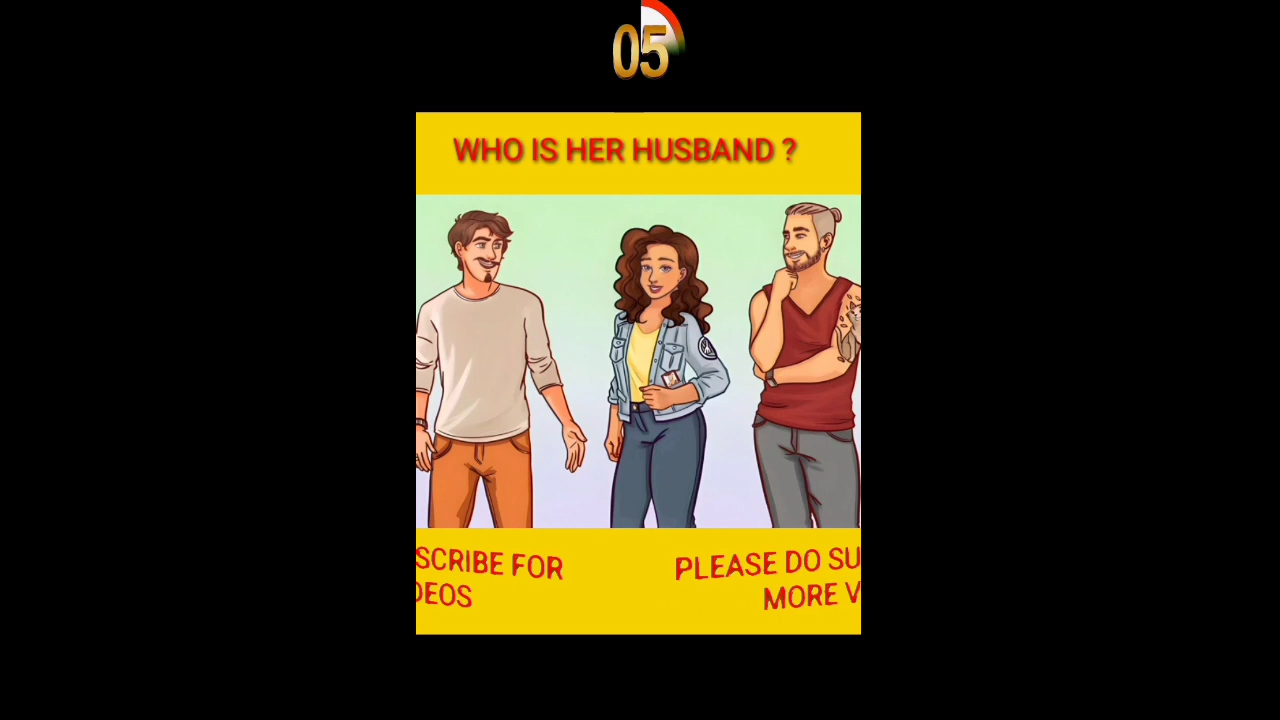 05
WHO IS HER HUSBAND ?
SCRIBE FOR
DEOS
PLEASE DO SU
MORE V